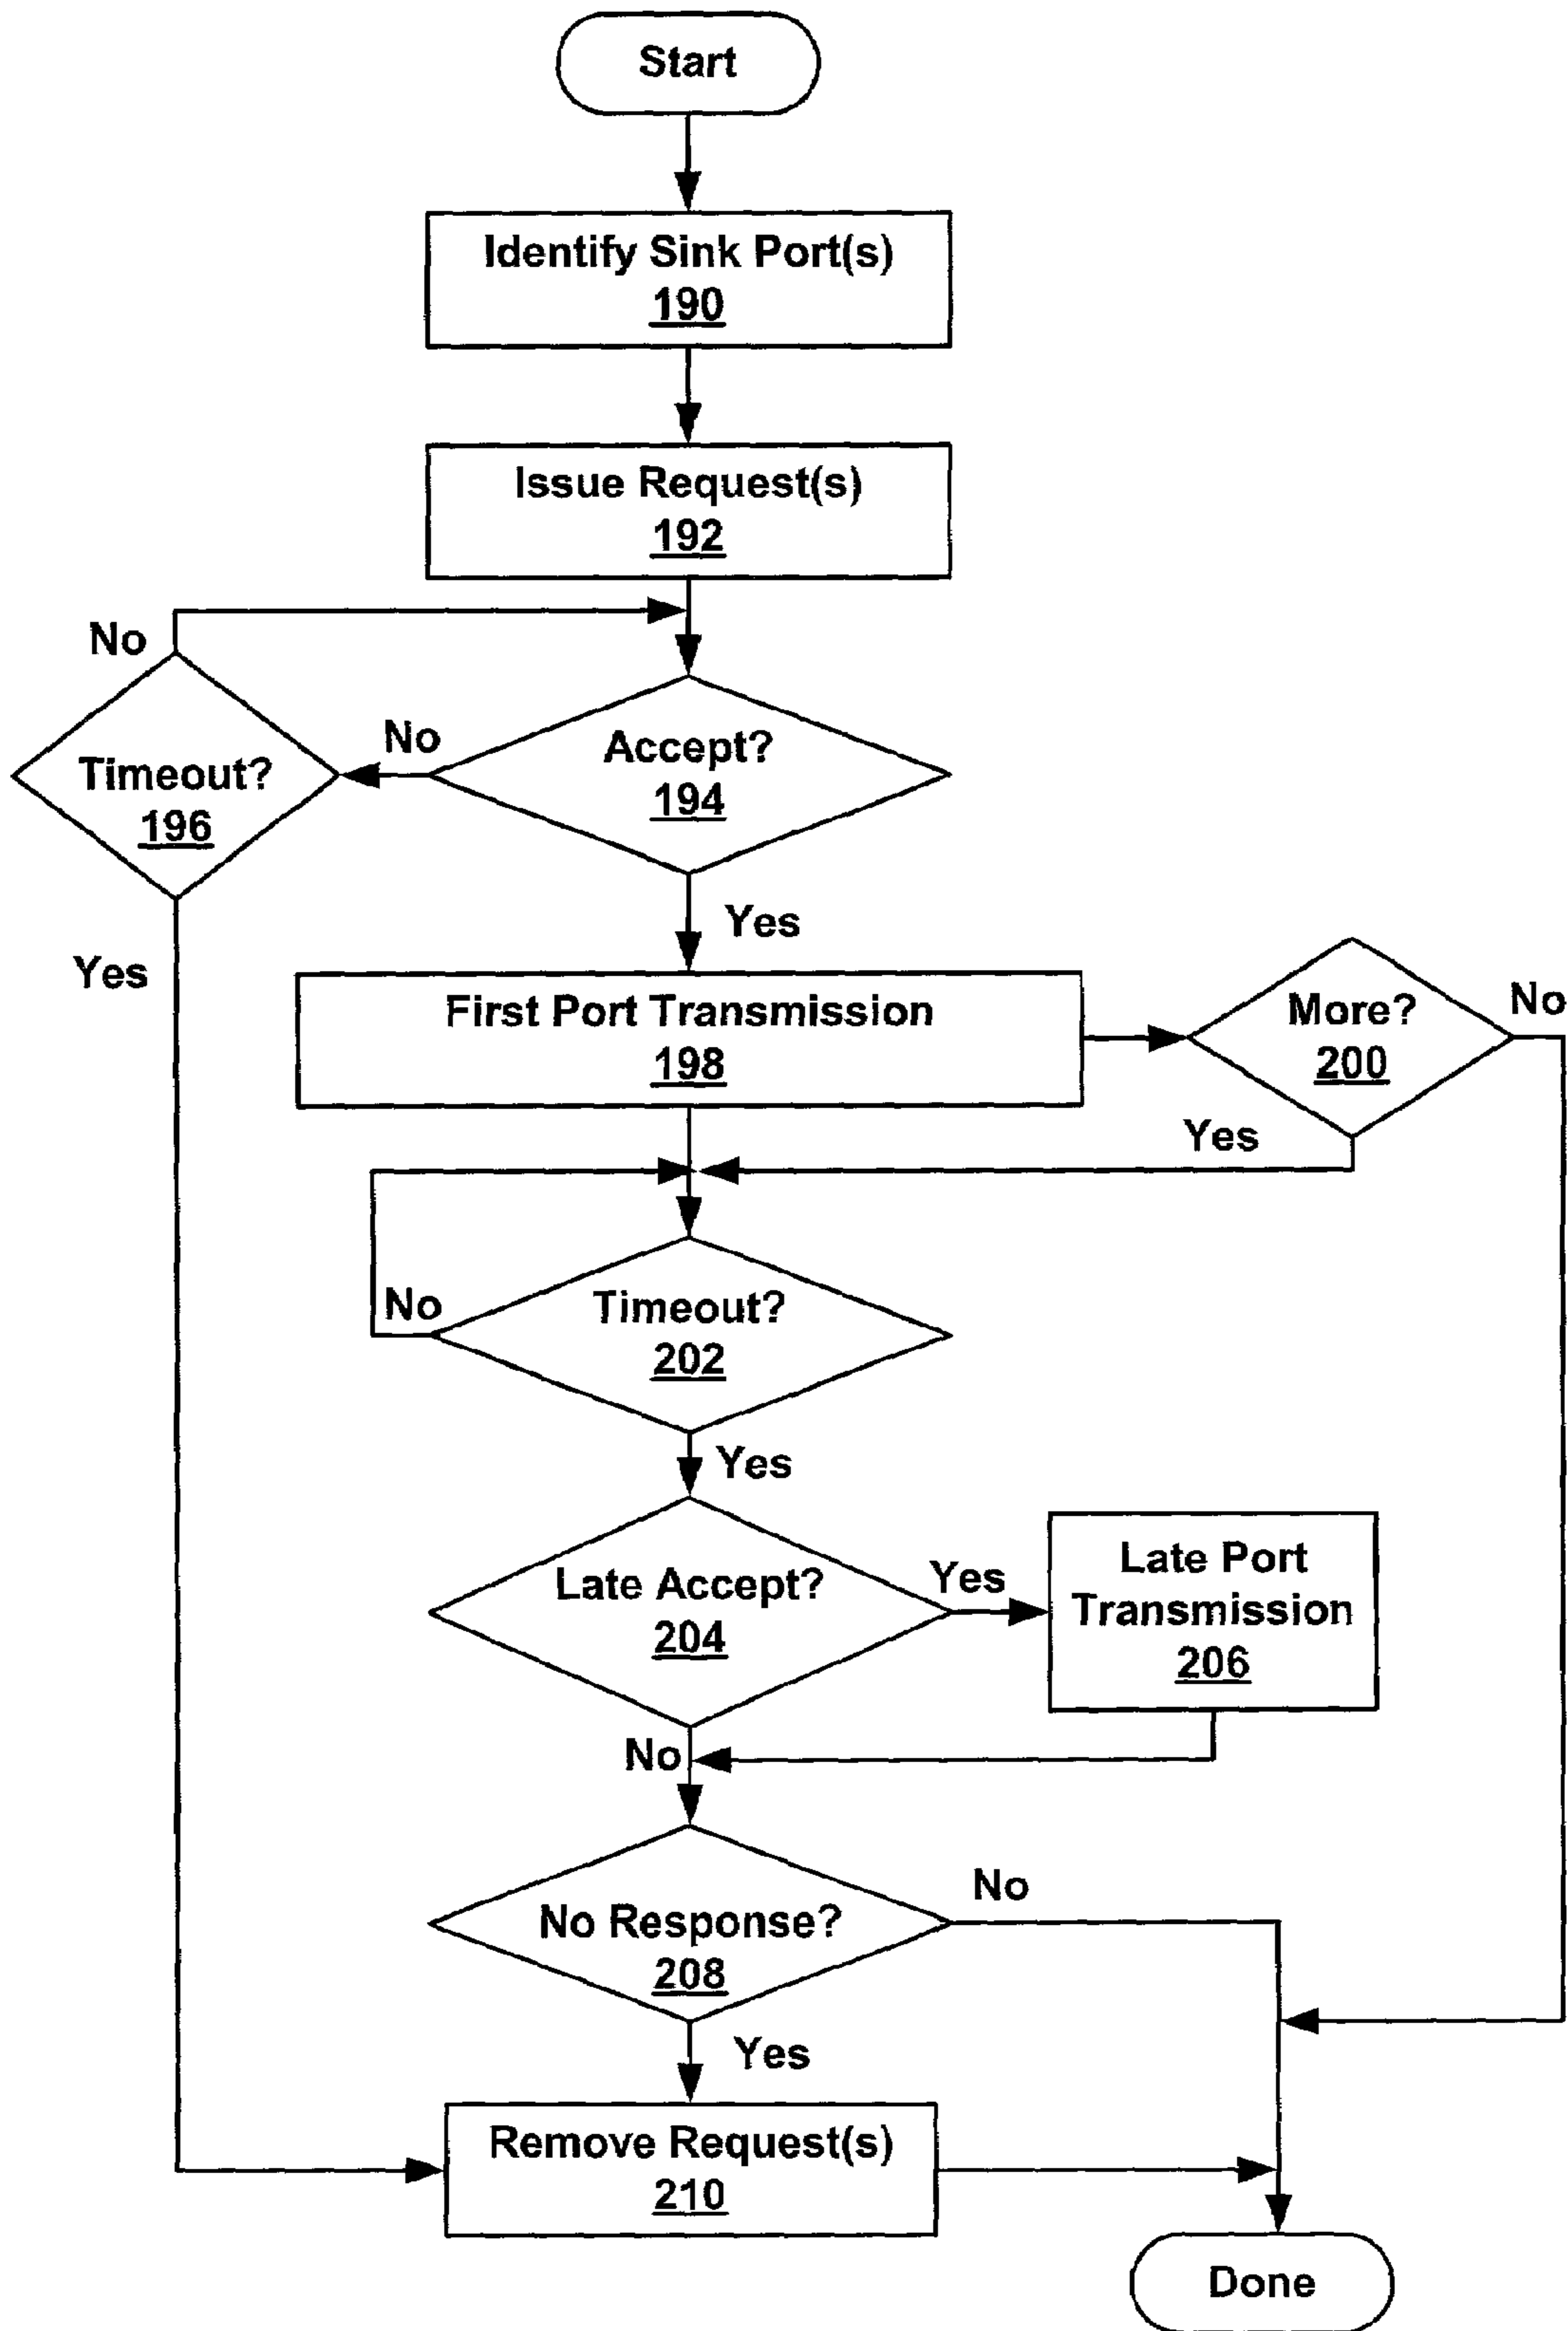 Start
Identify Sink Port(s)
190
Issue Request(s)
192
No
Timeout?
196
No
Accept?
194
Yes
Yes
First Port Transmission
198
More?
200
No
Yes
No
Timeout?
202
Yes
Late Accept?
204
Yes
Late Port
Transmission
206
No
No Response?
208
No
Yes
Remove Request(s)
210
Done